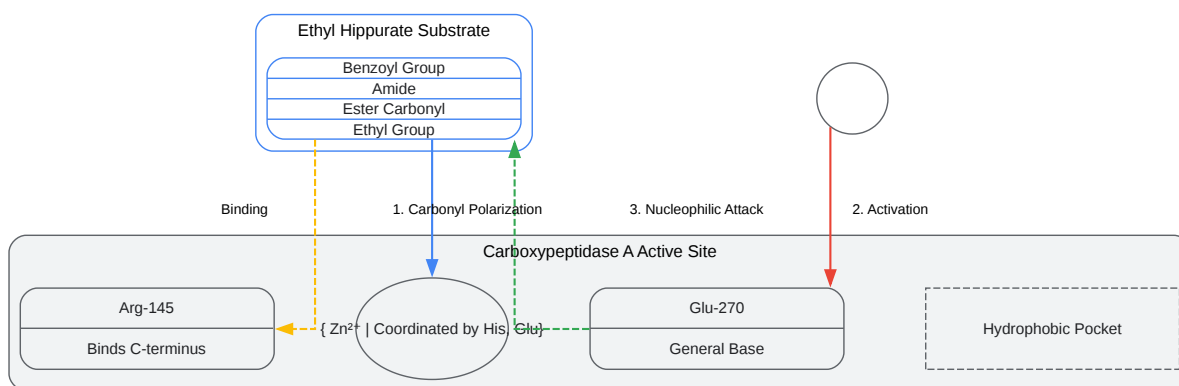 Ethyl Hippurate Substrate
Benzoyl Group
Amide
Ester Carbonyl
Ethyl Group
Binding
1. Carbonyl Polarization
3. Nucleophilic Attack
2. Activation
Carboxypeptidase A Active Site
Arg-145
Binds C-terminus
{ Zn²⁺ | Coordinated by His, Glu}
Glu-270
General Base
Hydrophobic Pocket